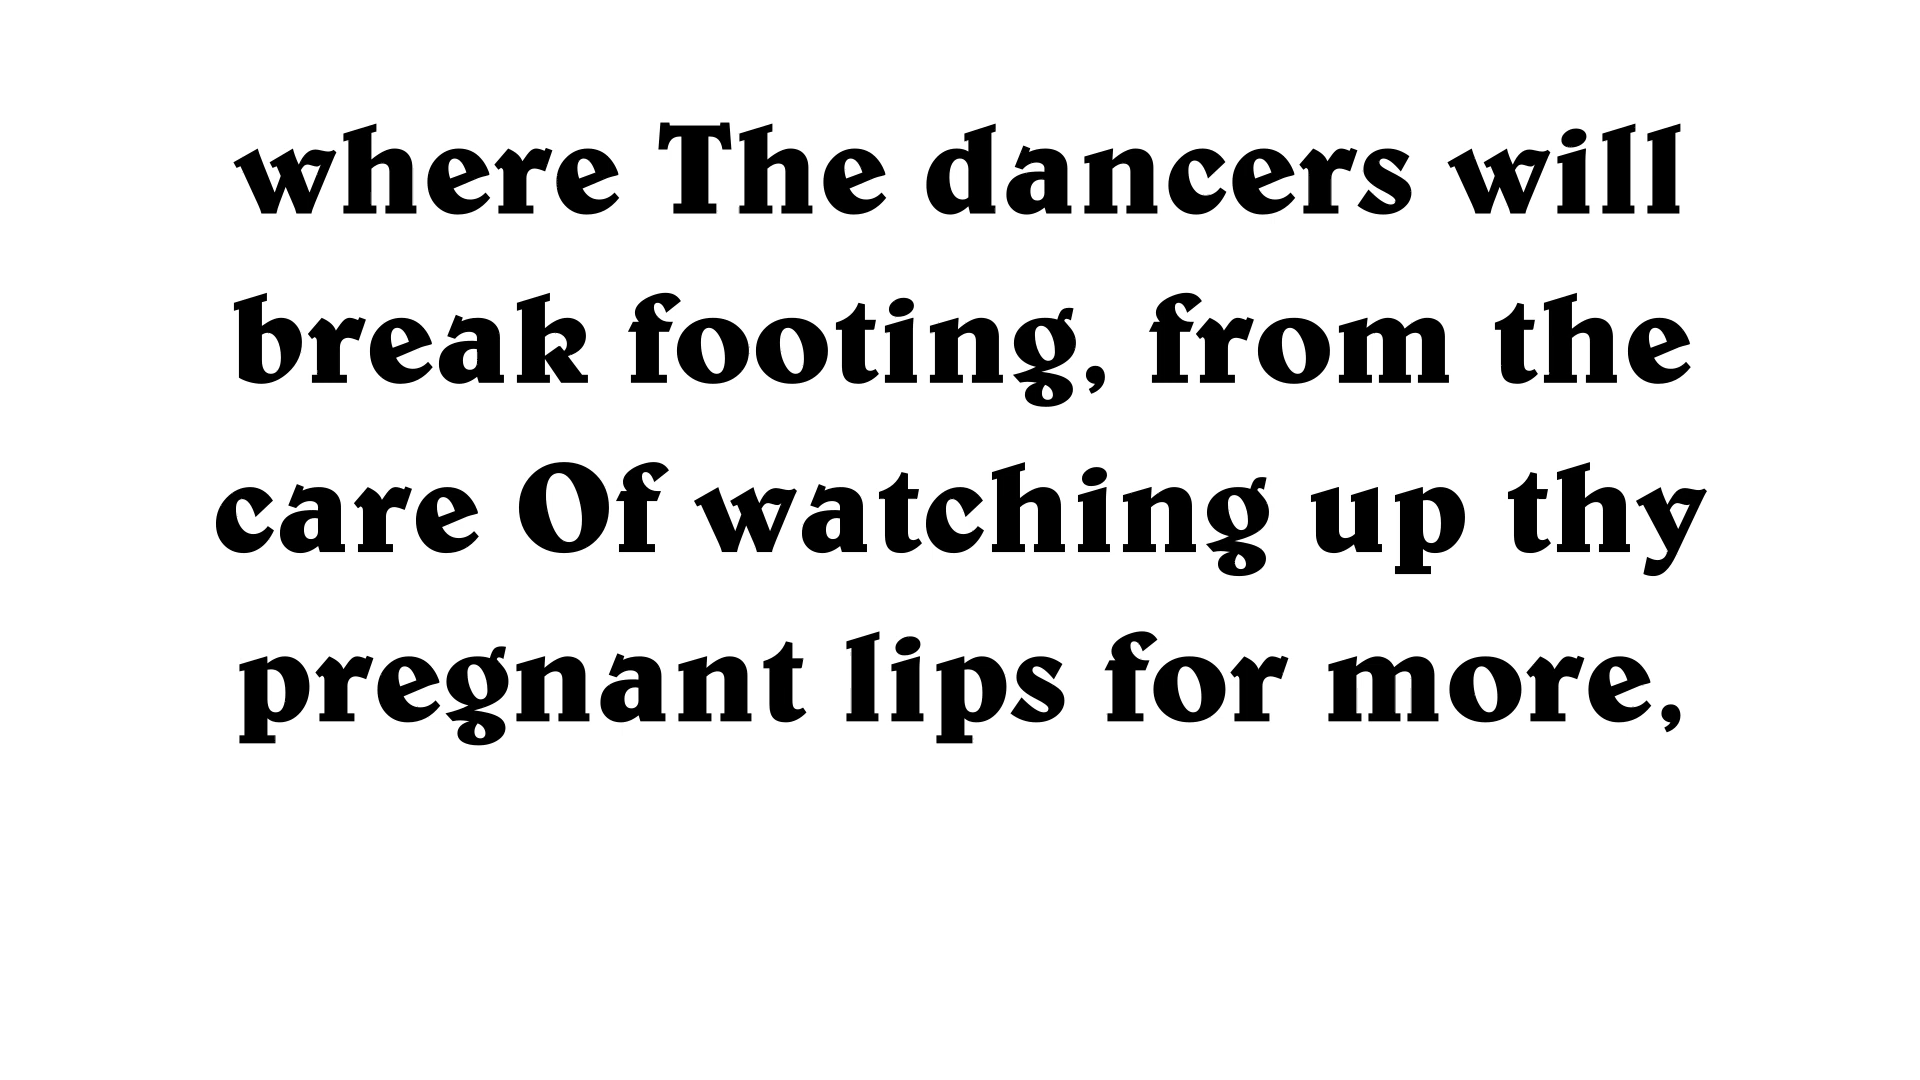 where The dancers will
break footing, from the
care Of watching up thy
pregnant lips for more,